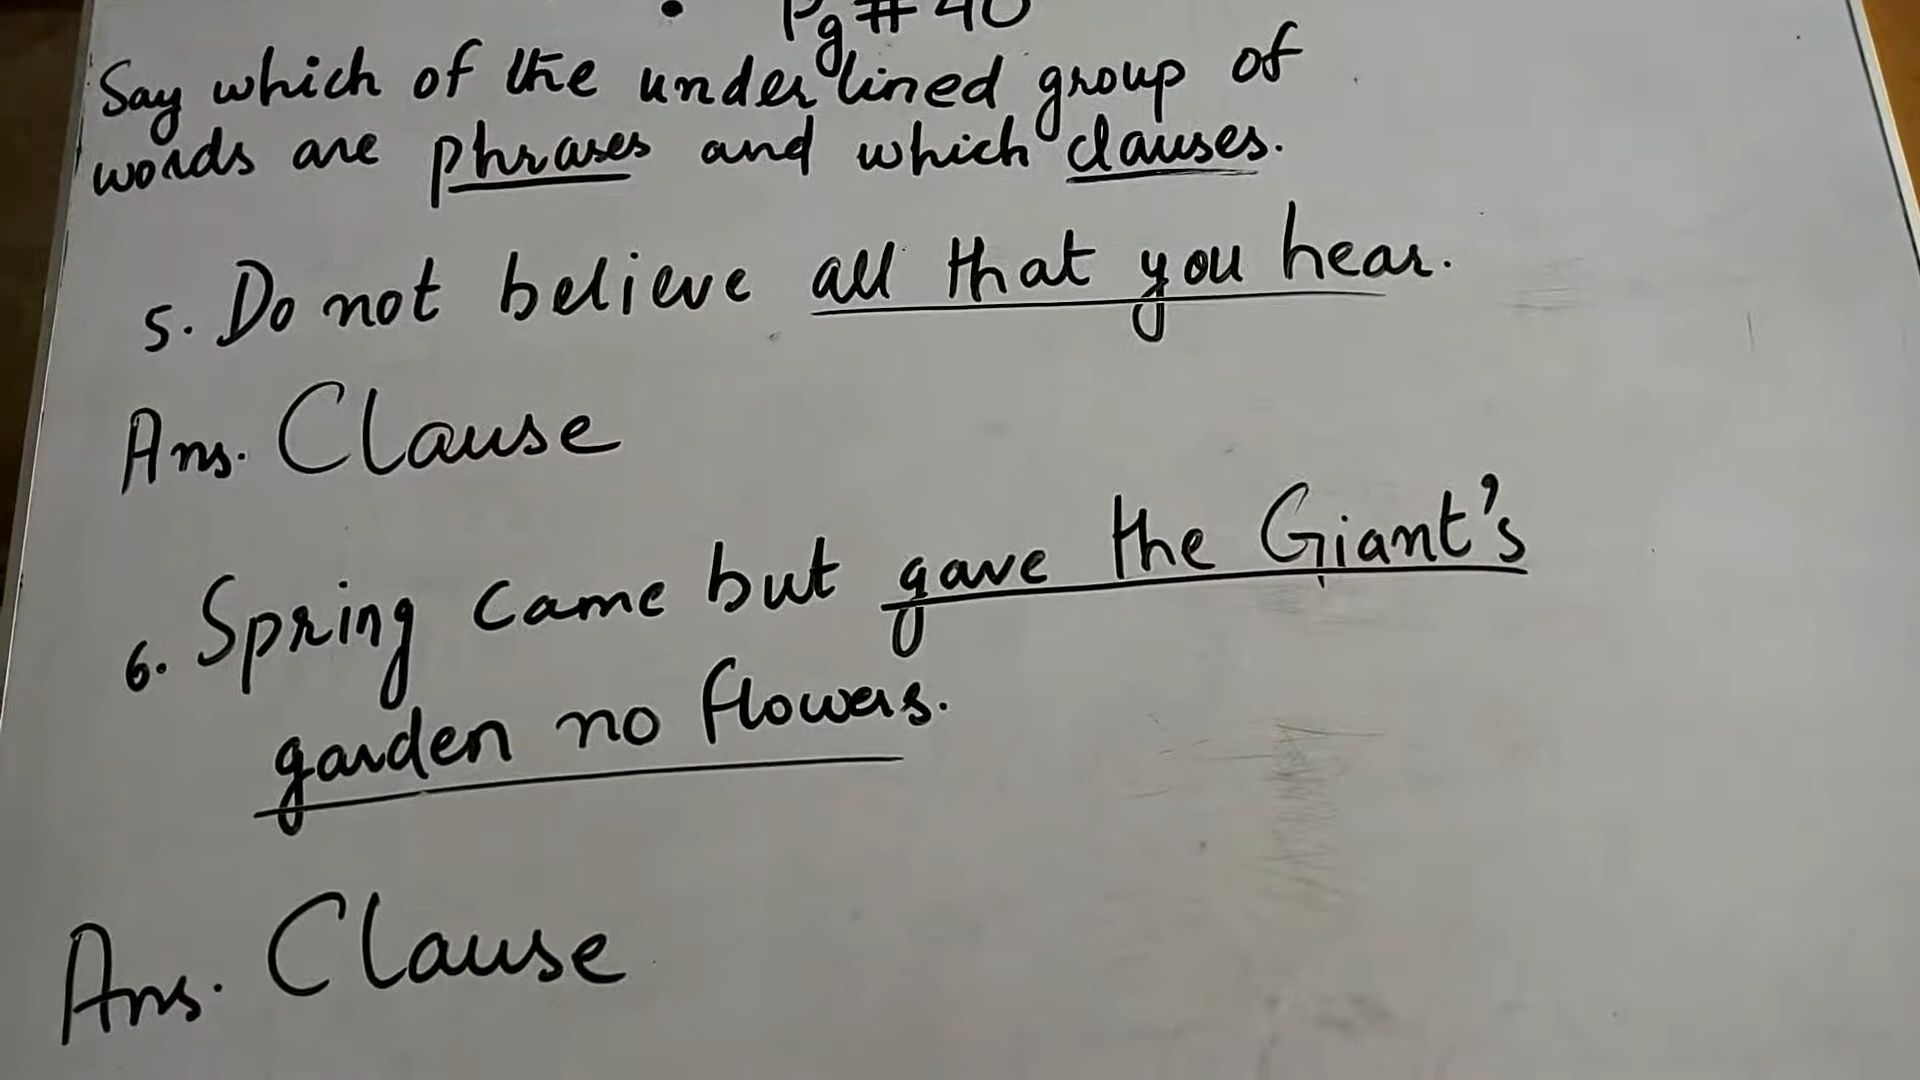 • Pg # 40
Say which of the underlined group of
words are phrases and which clauses.
5. Do not believe all that you hear.
Ans. Clause
6. Spring came but gave the Giant's
garden no flowers.
Ans. Clause